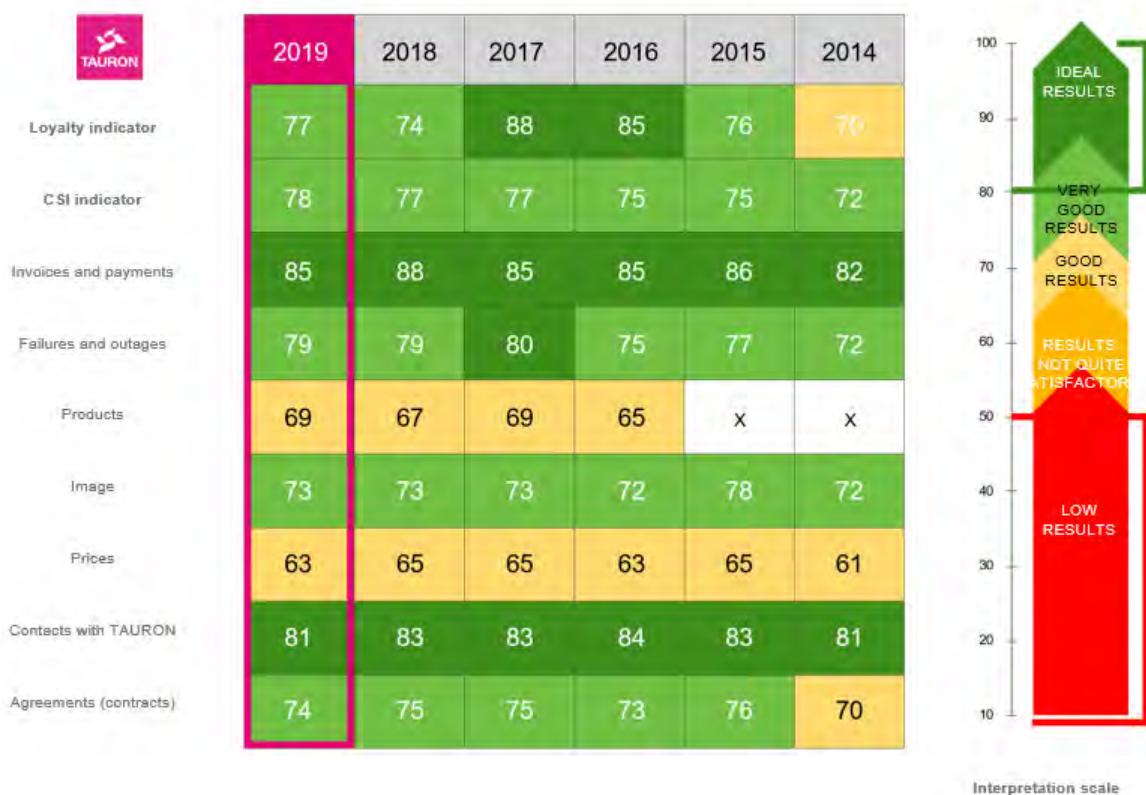 TAURON
2019 2018 2017 2016 2015 2014
Loyalty indicator 77 74 88 85 76 70
CSI indicator 78 77 77 75 75 72
Invoices and payments 85 88 85 85 86 82
Failures and outages 79 79 80 75 77 72
Products 69 67 69 65 x x
Image 73 73 73 72 78 72
Prices 63 65 65 63 65 61
Contacts with TAURON 81 83 83 84 83 81
Agreements (contracts) 74 75 75 73 76 70
100
90
80
70
60
50
40
30
20
10
IDEAL
RESULTS
VERY
GOOD
RESULTS
GOOD
RESULTS
RESULTS
NOT QUITE
ATISFACTOR
LOW
RESULTS
Interpretation scale